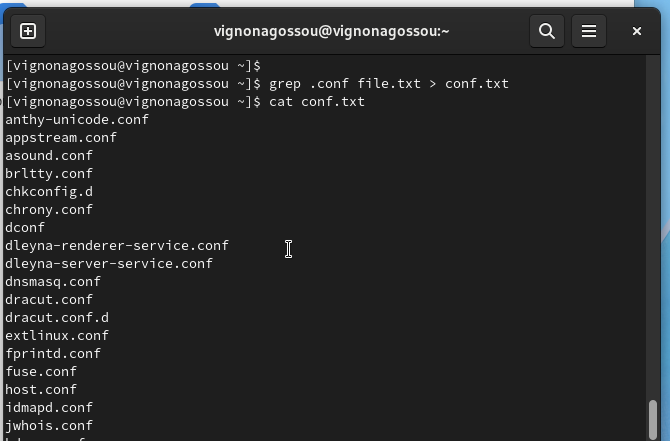 vignonagossou@vignonagossou:~
[vignonagossou@vignonagossou ~]$
[vignonagossou@vignonagossou ~]$ grep .conf file.txt > conf.txt
[vignonagossou@vignonagossou ~]$ cat conf.txt
anthy-unicode.conf
appstream.conf
asound.conf
brltty.conf
chkconfig.d
chrony.conf
dconf
dleyna-renderer-service.conf
dleyna-server-service.conf
dnsmasq.conf
dracut.conf
dracut.conf.d
extlinux.conf
fprintd.conf
fuse.conf
host.conf
idmapd.conf
jwhois.conf